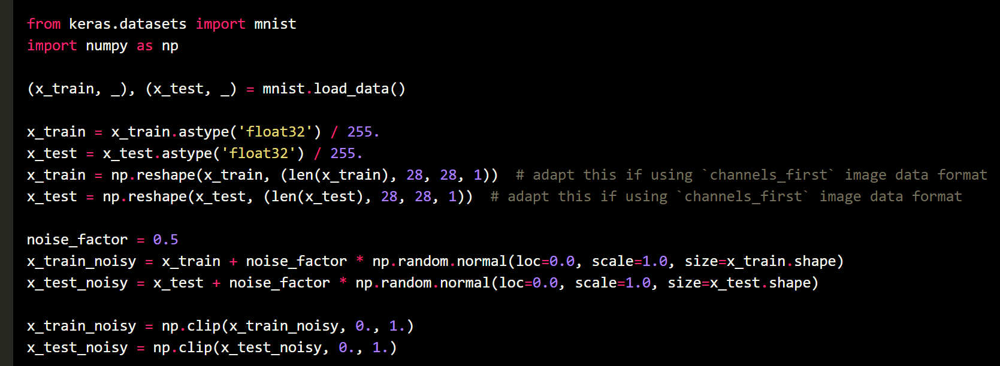 from keras.datasets import mnist
import numpy as np
(x_train, _), (x_test, _) = mnist.load_data()
x_train = x_train.astype('float32') / 255.
x_test = x_test.astype('float32') / 255.
x_train = np.reshape(x_train, (len(x_train), 28, 28, 1))  # adapt this if using `channels_first` image data format
x_test = np.reshape(x_test, (len(x_test), 28, 28, 1))  # adapt this if using `channels_first` image data format
noise_factor = 0.5
x_train_noisy = x_train + noise_factor * np.random.normal(loc=0.0, scale=1.0, size=x_train.shape)
x_test_noisy = x_test + noise_factor * np.random.normal(loc=0.0, scale=1.0, size=x_test.shape)
x_train_noisy = np.clip(x_train_noisy, 0., 1.)
x_test_noisy = np.clip(x_test_noisy, 0., 1.)